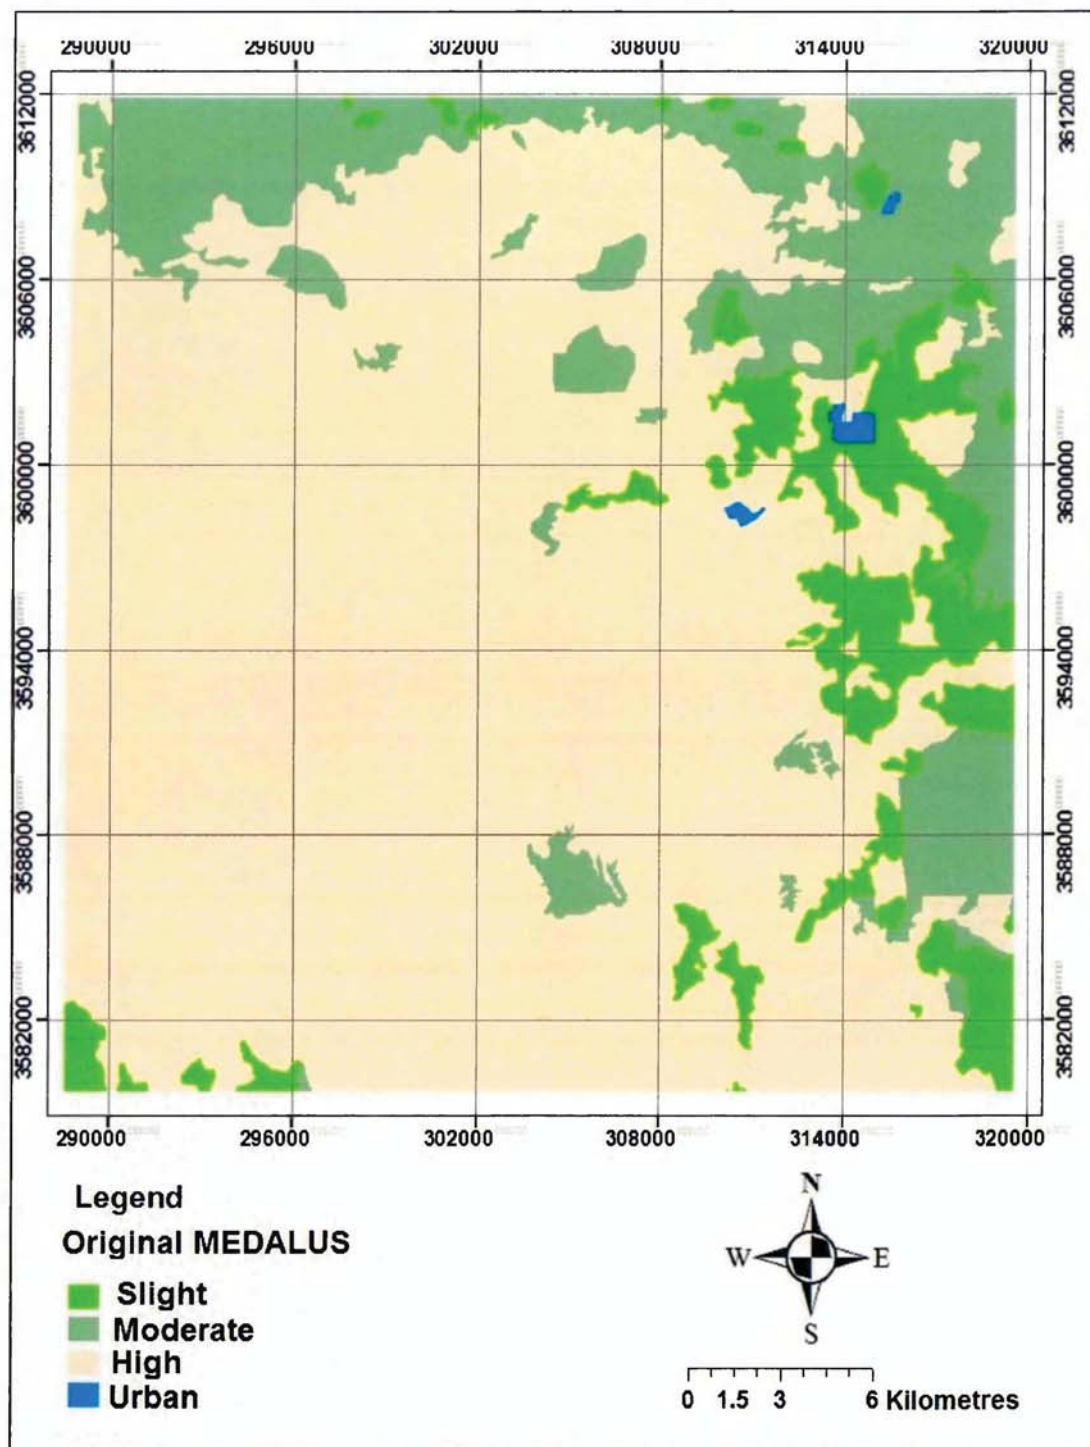 290000 296000 302000 308000 314000 320000
3612000 3612000
3606000 3606000
3600000 3600000
3594000 3594000
3588000 3588000
3582000 3582000
290000 296000 302000 308000 314000 320000
Legend
Original MEDALUS
Slight
Moderate
High
Urban
N
W E
S
0 1.5 3 6 Kilometres